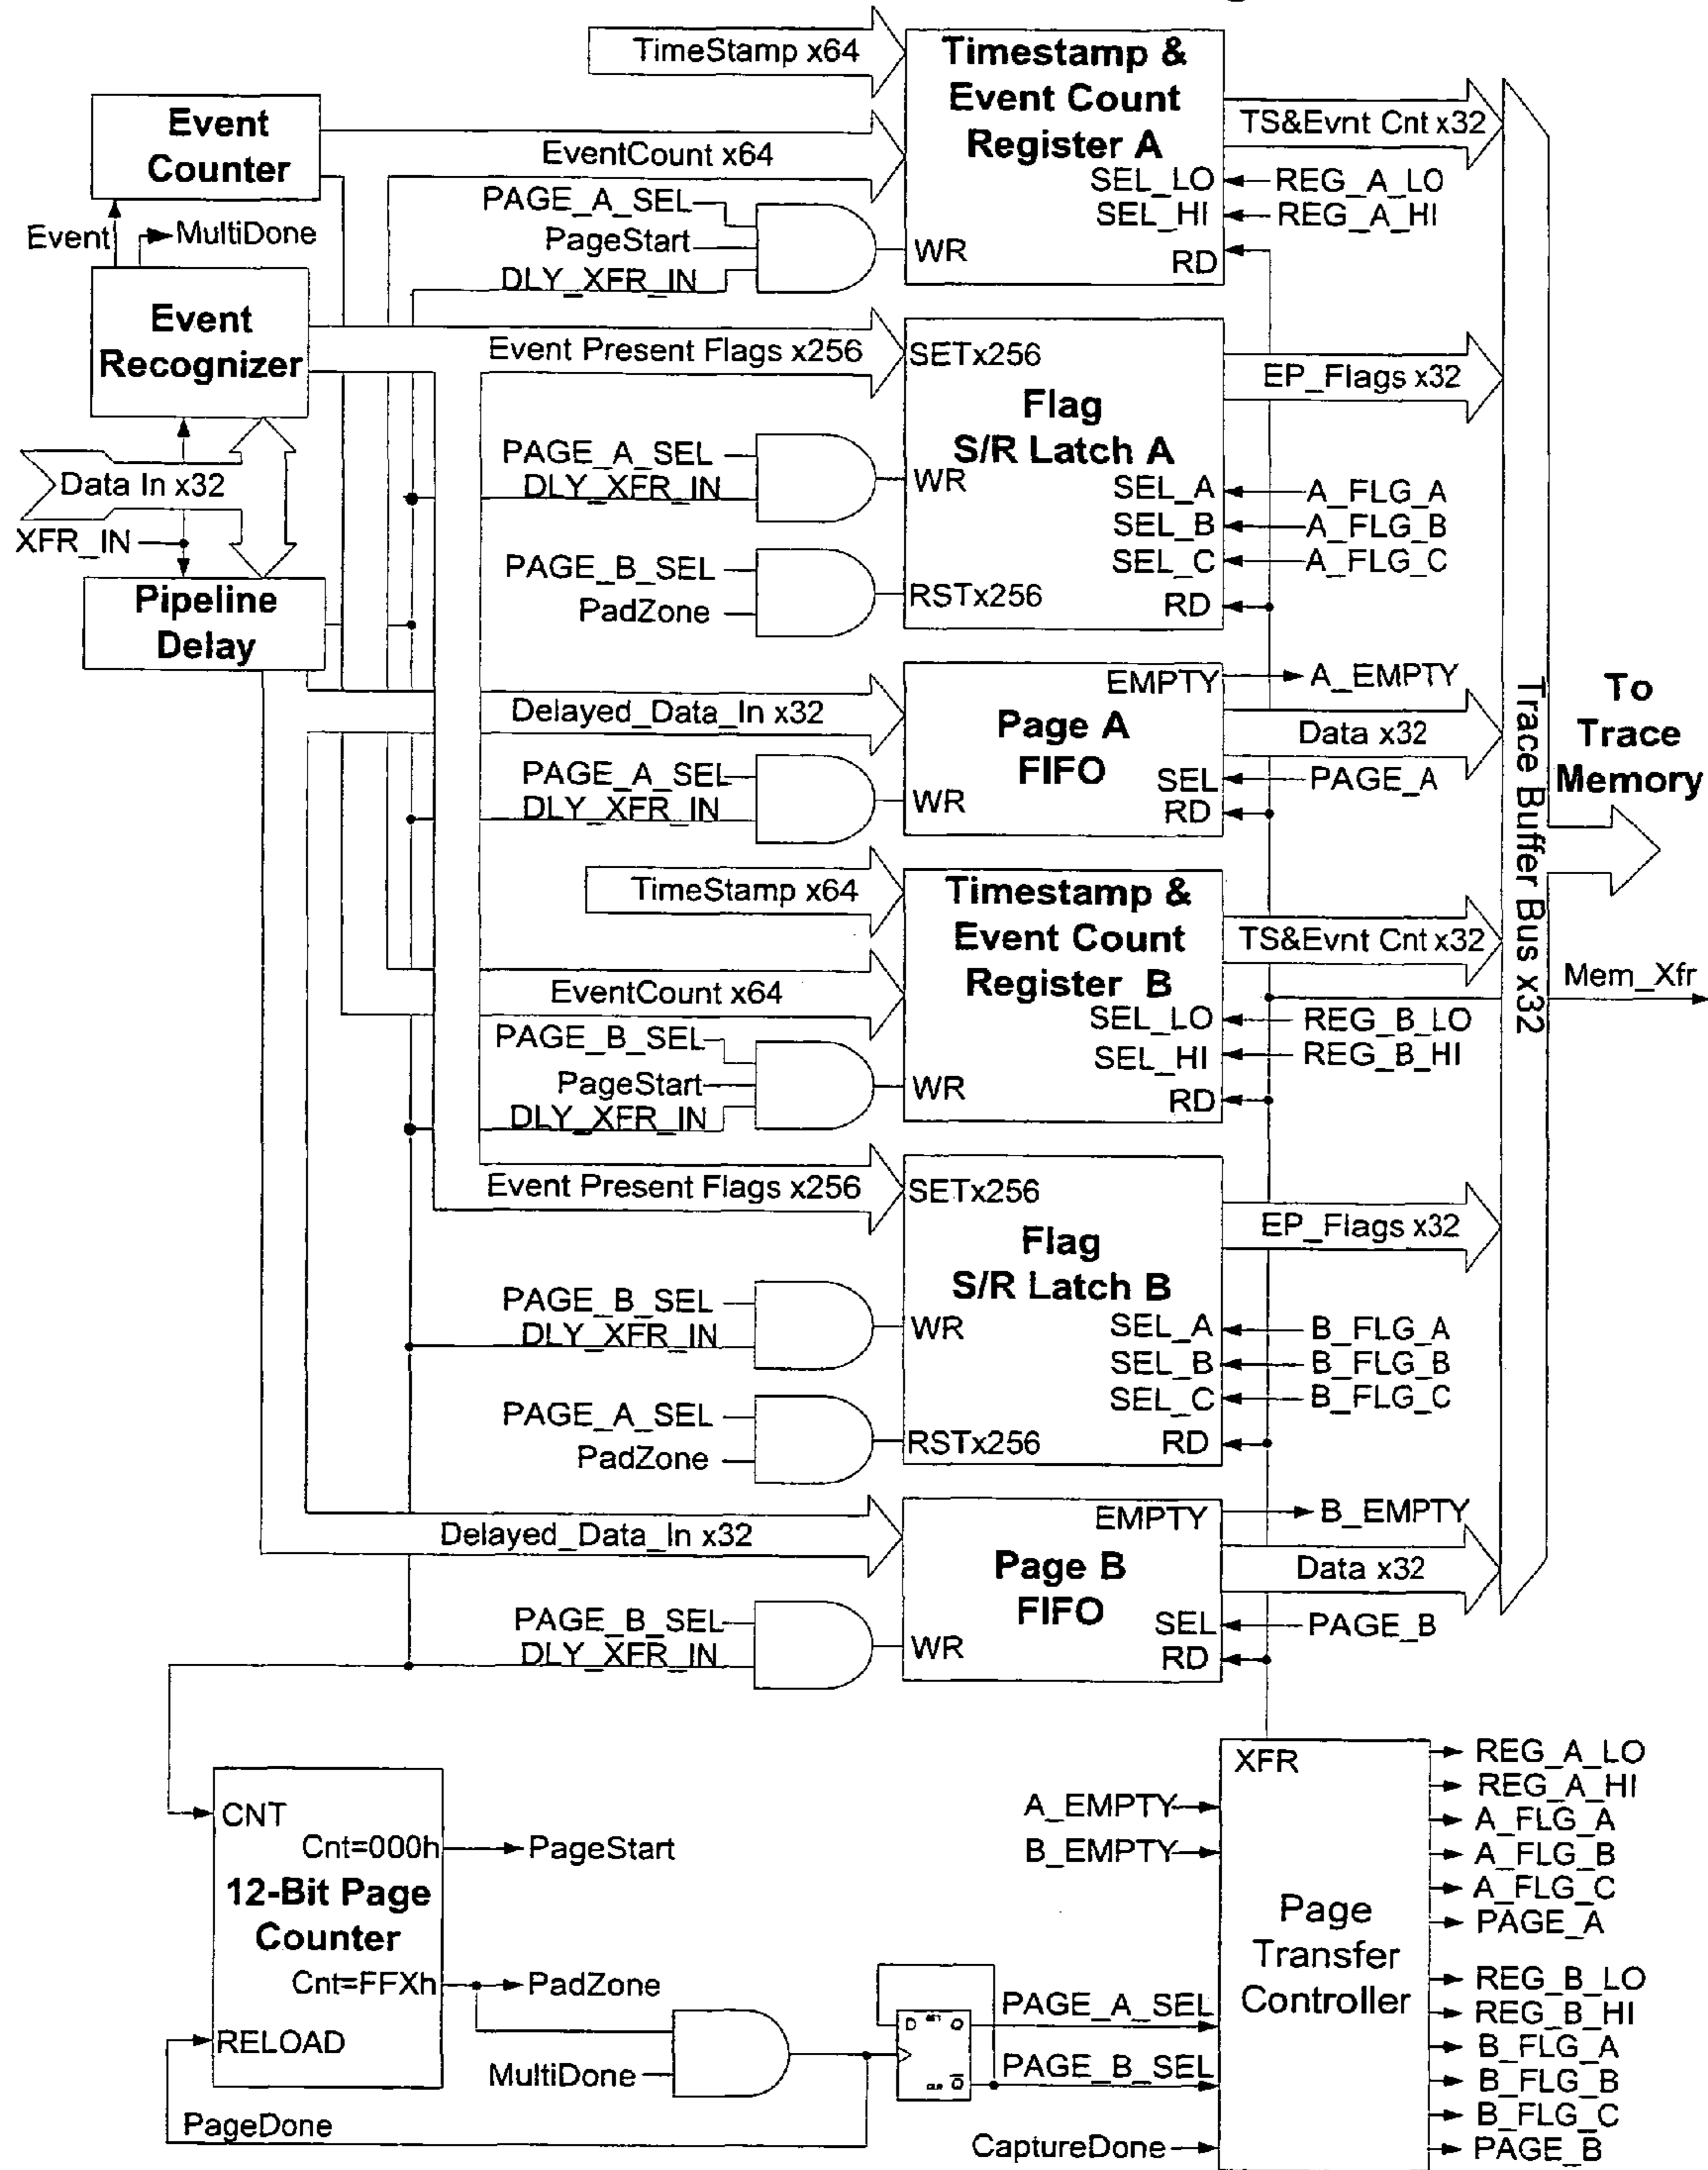 TimeStamp x64
Timestamp &
Event Count
Register A
TS&Evnt Cnt x32
SEL_LO
REG_A_LO
SEL_HI
REG_A_HI
RD
WR
Event
Counter
EventCount x64
PAGE_A_SEL
PageStart
DLY_XFR_IN
Event
MultiDone
Event
Recognizer
Event Present Flags x256
SETx256
EP_Flags x32
Flag
S/R Latch A
PAGE_A_SEL
DLY_XFR_IN
WR
SEL_A
A_FLG_A
SEL_B
A_FLG_B
SEL_C
A_FLG_C
Data In x32
XFR_IN
PAGE_B_SEL
PadZone
RSTx256
RD
Pipeline
Delay
Delayed_Data_In x32
EMPTY
A_EMPTY
Page A
FIFO
Data x32
PAGE_A_SEL
DLY_XFR_IN
WR
SEL
PAGE_A
RD
Trace Buffer Bus x32
To
Trace
Memory
TimeStamp x64
Timestamp &
Event Count
Register B
TS&Evnt Cnt x32
Mem_Xfr
EventCount x64
SEL_LO
REG_B_LO
SEL_HI
REG_B_HI
RD
PAGE_B_SEL
PageStart
DLY_XFR_IN
WR
Event Present Flags x256
SETx256
EP_Flags x32
Flag
S/R Latch B
PAGE_B_SEL
DLY_XFR_IN
WR
SEL_A
B_FLG_A
SEL_B
B_FLG_B
SEL_C
B_FLG_C
PAGE_A_SEL
PadZone
RSTx256
RD
Delayed_Data_In x32
EMPTY
B_EMPTY
Page B
FIFO
Data x32
PAGE_B_SEL
DLY_XFR_IN
WR
SEL
PAGE_B
RD
CNT
Cnt=000h
PageStart
12-Bit Page
Counter
Cnt=FFXh
PadZone
RELOAD
MultiDone
PageDone
D
SET
Q
CLR
Q
PAGE_A_SEL
PAGE_B_SEL
XFR
A_EMPTY
B_EMPTY
Page
Transfer
Controller
CaptureDone
REG_A_LO
REG_A_HI
A_FLG_A
A_FLG_B
A_FLG_C
PAGE_A
REG_B_LO
REG_B_HI
B_FLG_A
B_FLG_B
B_FLG_C
PAGE_B